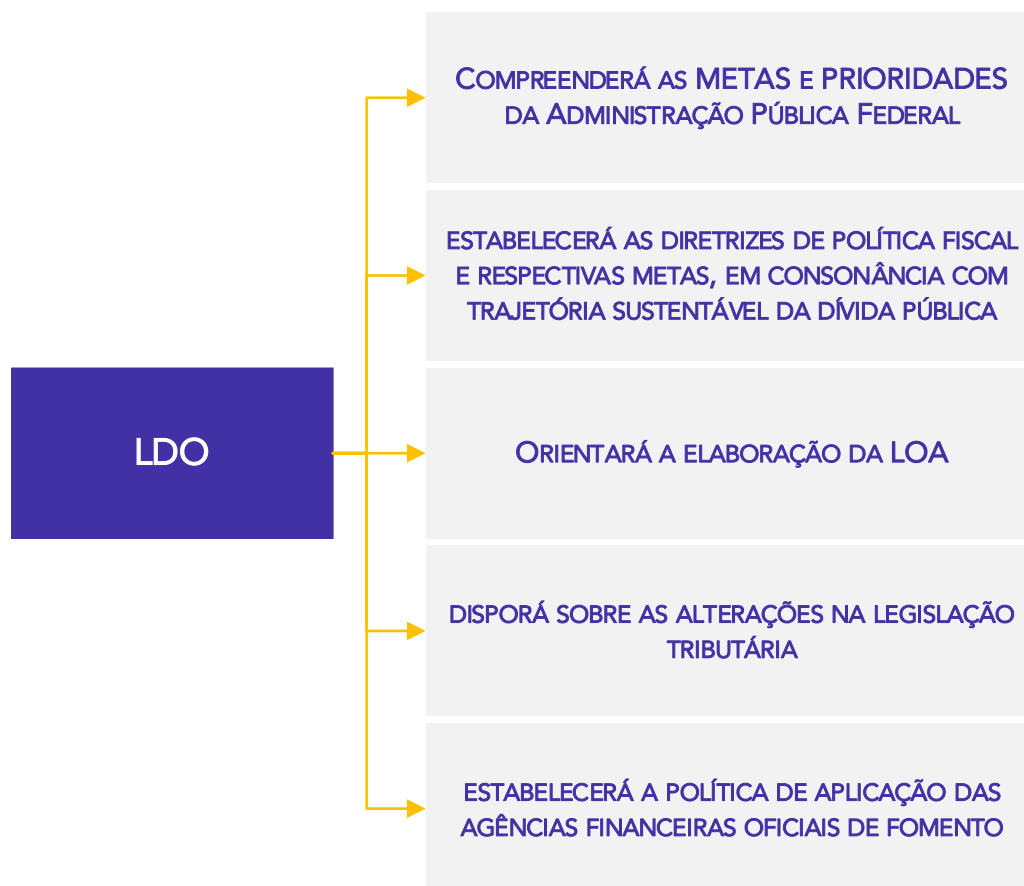 COMPREENDERÁ AS METAS E PRIORIDADES
DA ADMINISTRAÇÃO PÚBLICA FEDERAL
ESTABELECERÁ AS DIRETRIZES DE POLÍTICA FISCAL
E RESPECTIVAS METAS, EM CONSONÂNCIA COM
TRAJETÓRIA SUSTENTÁVEL DA DÍVIDA PÚBLICA
LDO
ORIENTARÁ A ELABORAÇÃO DA LOA
DISPORÁ SOBRE AS ALTERAÇÕES NA LEGISLAÇÃO
TRIBUTÁRIA
ESTABELECERÁ A POLÍTICA DE APLICAÇÃO DAS
AGÊNCIAS FINANCEIRAS OFICIAIS DE FOMENTO